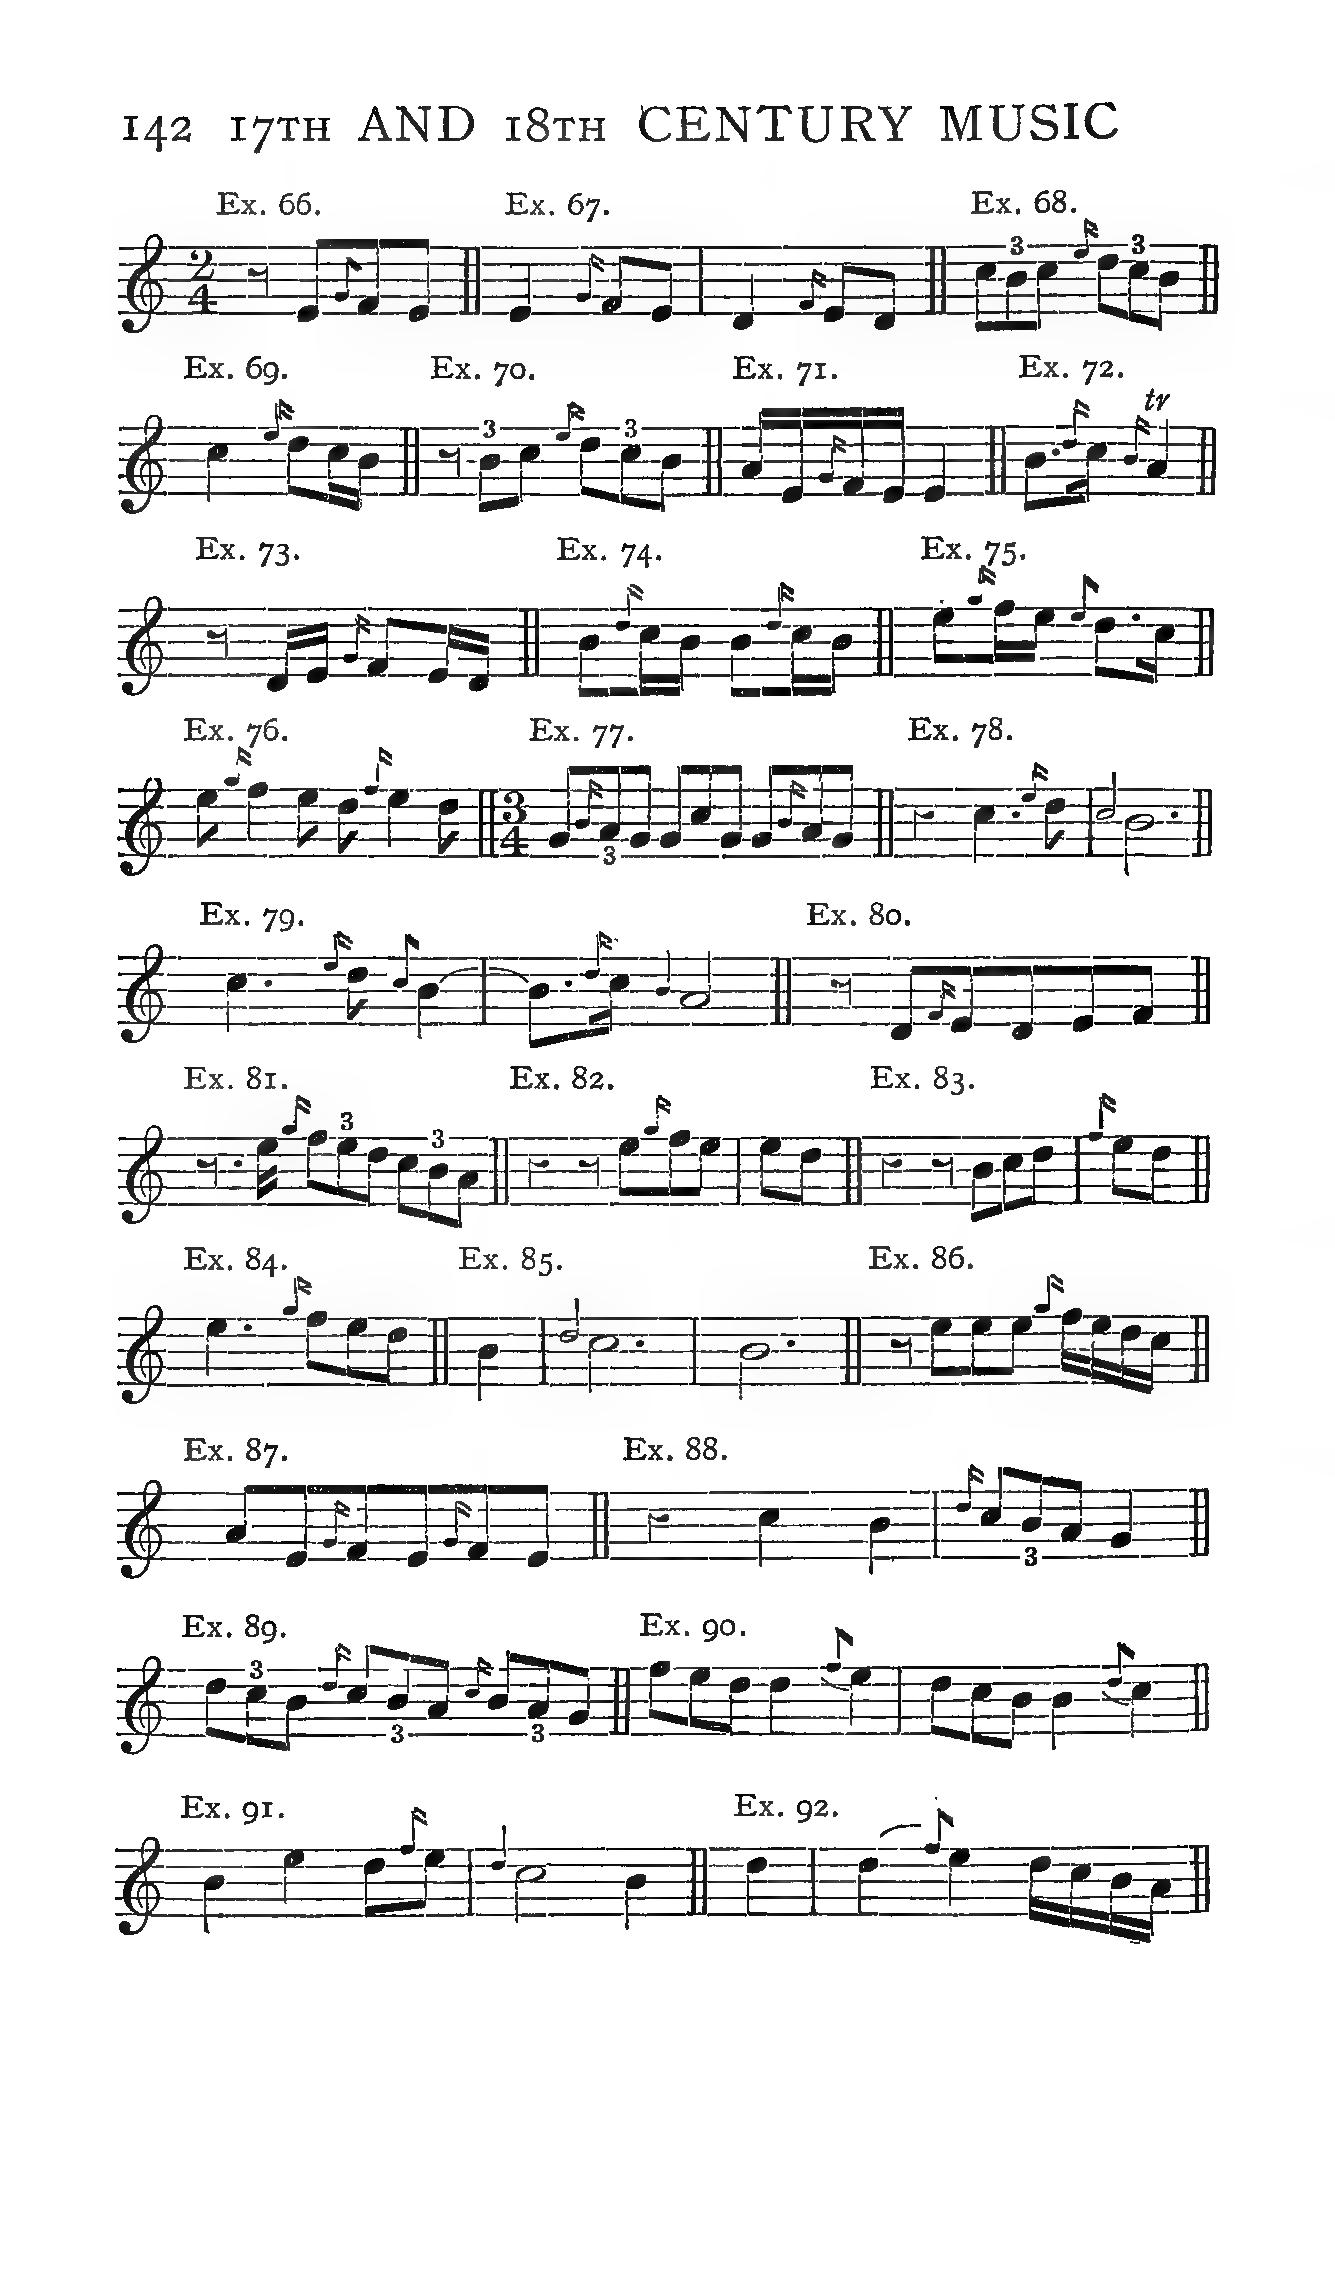 142 17TH AND 18TH CENTURY MUSIC
Ex. 66. Ex. 67. Ex. 68.
2 4 3 3
Ex. 69. Ex. 70. Ex. 71. Ex. 72.
3 3 tr
Ex. 73. Ex. 74. Ex. 75.
Ex. 76. Ex. 77. Ex. 78.
3 4 3
Ex. 79. Ex. 80.
Ex. 81. Ex. 82. Ex. 83.
3 3
Ex. 84. Ex. 85. Ex. 86.
Ex. 87. Ex. 88.
3
Ex. 89. Ex. 90.
3 3 3
Ex. 91. Ex. 92.